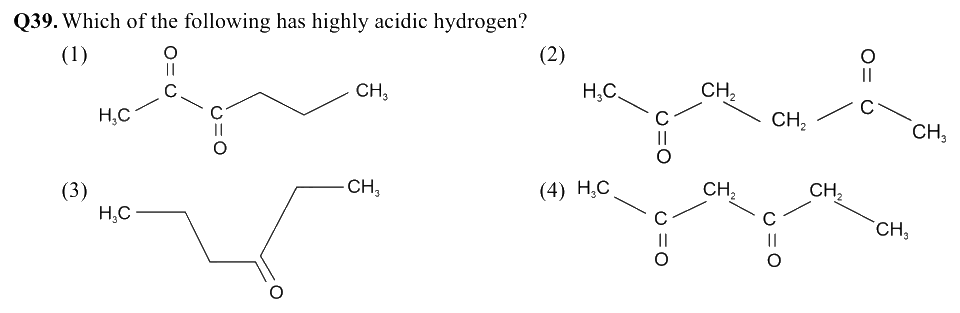 Q39. Which of the following has highly acidic hydrogen?
(1)
O
C
H₃C
C
O
CH₃
(2)
H₃C
C
O
CH₂
CH₂
O
C
CH₃
(3)
H₃C
CH₃
O
(4)
H₃C
C
O
CH₂
C
O
CH₂
CH₃